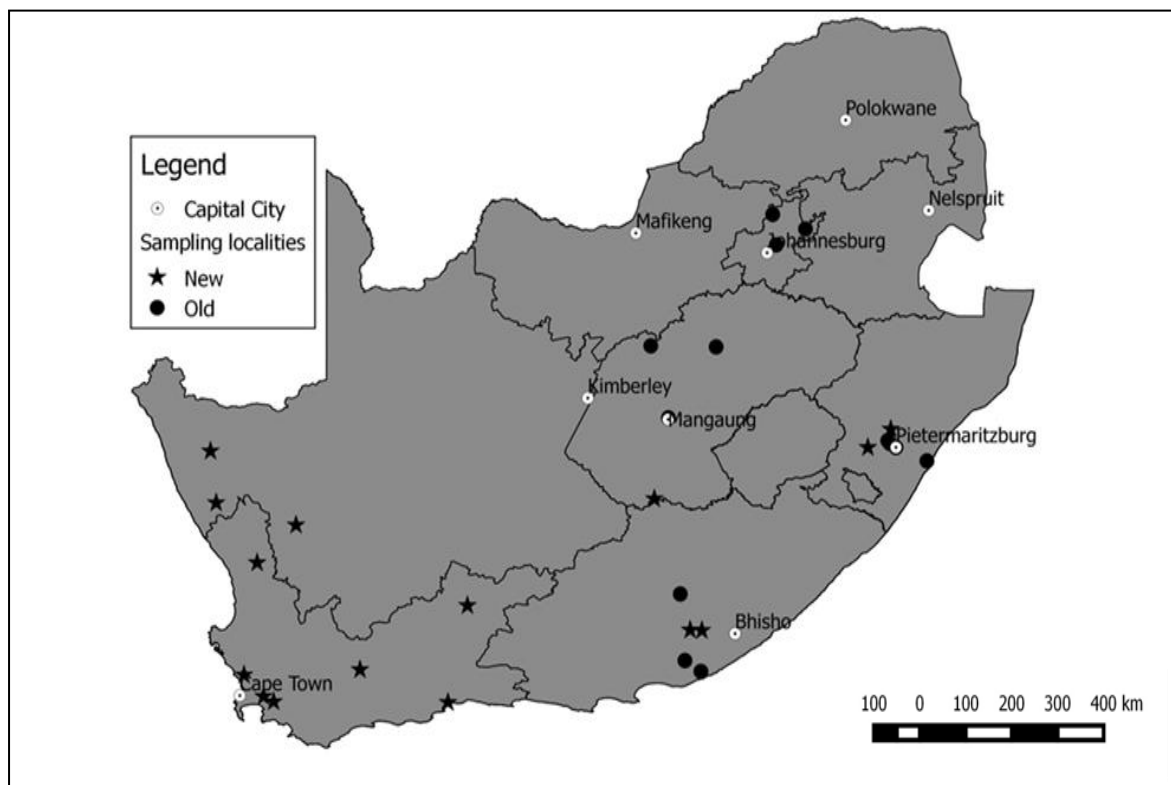 Polokwane
Legend
Capital City
Sampling localities
New
Old
Nelspruit
Mafikeng
Johannesburg
Kimberley
Mangaung
Pietermaritzburg
Bhisho
Cape Town
100 0 100 200 300 400 km